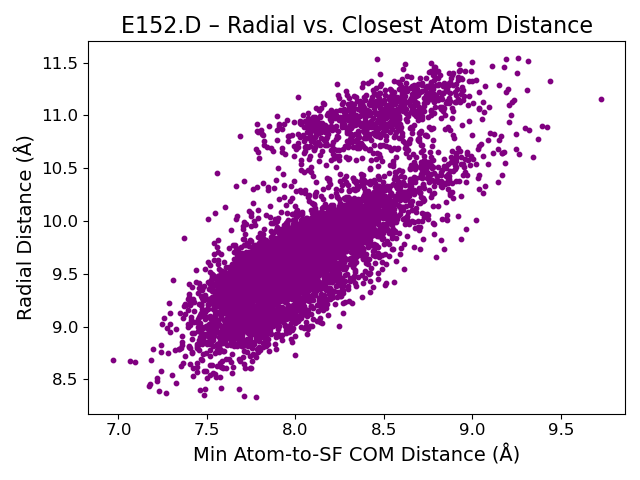 E152.D – Radial vs. Closest Atom Distance
Radial Distance (Å)
11.5
11.0
10.5
10.0
9.5
9.0
8.5
7.0 7.5 8.0 8.5 9.0 9.5
Min Atom-to-SF COM Distance (Å)